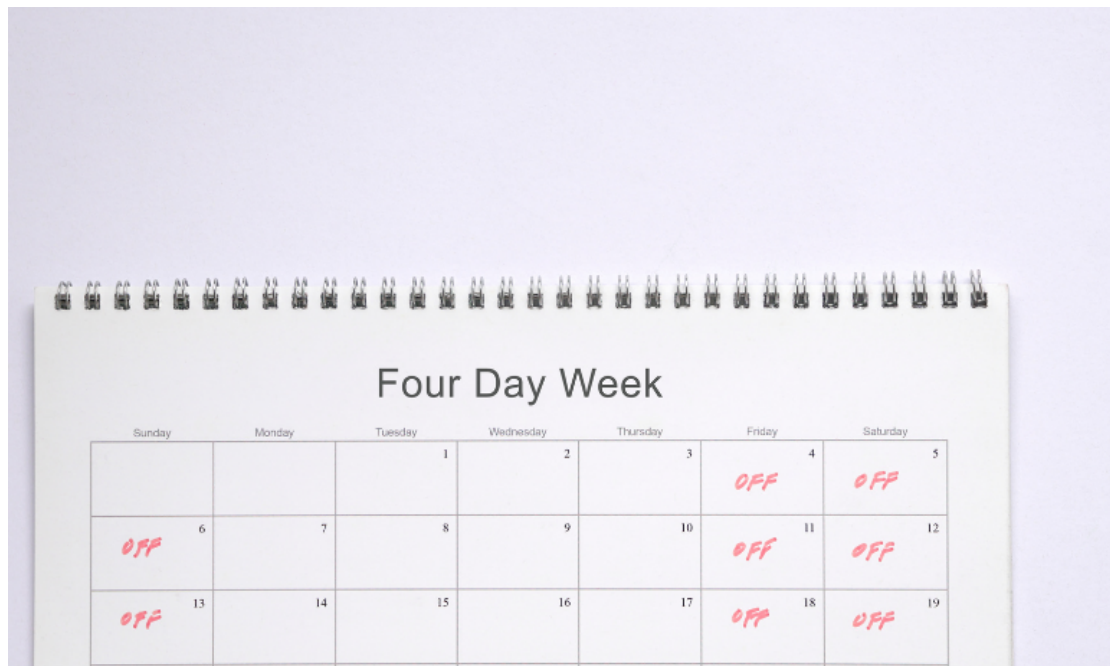 Four Day Week
Sunday Monday Tuesday Wednesday Thursday Friday Saturday
1 2 3 4 5
OFF OFF
6 7 8 9 10 11 12
OFF OFF OFF
13 14 15 16 17 18 19
OFF OFF OFF